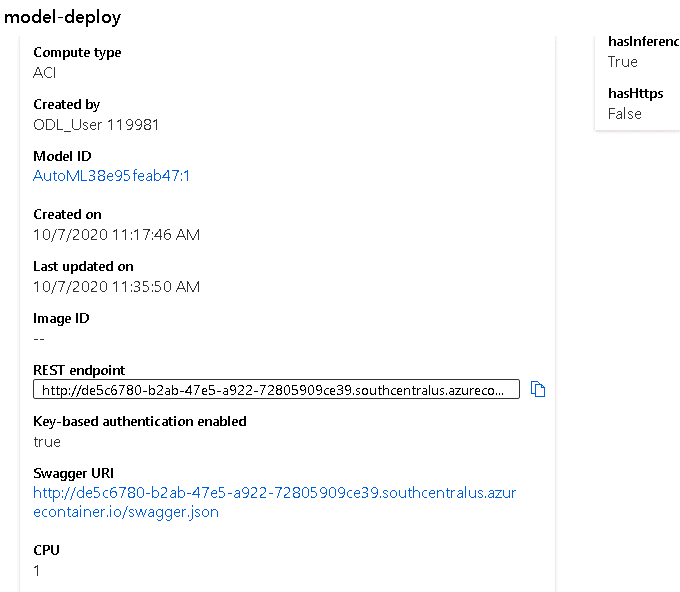 model-deploy
Compute type
ACI
Created by
ODL_User 119981
Model ID
AutoML38e95feab47:1
Created on
10/7/2020 11:17:46 AM
Last updated on
10/7/2020 11:35:50 AM
Image ID
--
REST endpoint
http://de5c6780-b2ab-47e5-a922-72805909ce39.southcentralus.azureco...
Key-based authentication enabled
true
Swagger URI
http://de5c6780-b2ab-47e5-a922-72805909ce39.southcentralus.azur
econtainer.io/swagger.json
CPU
1
hasInferenc
True
hasHttps
False